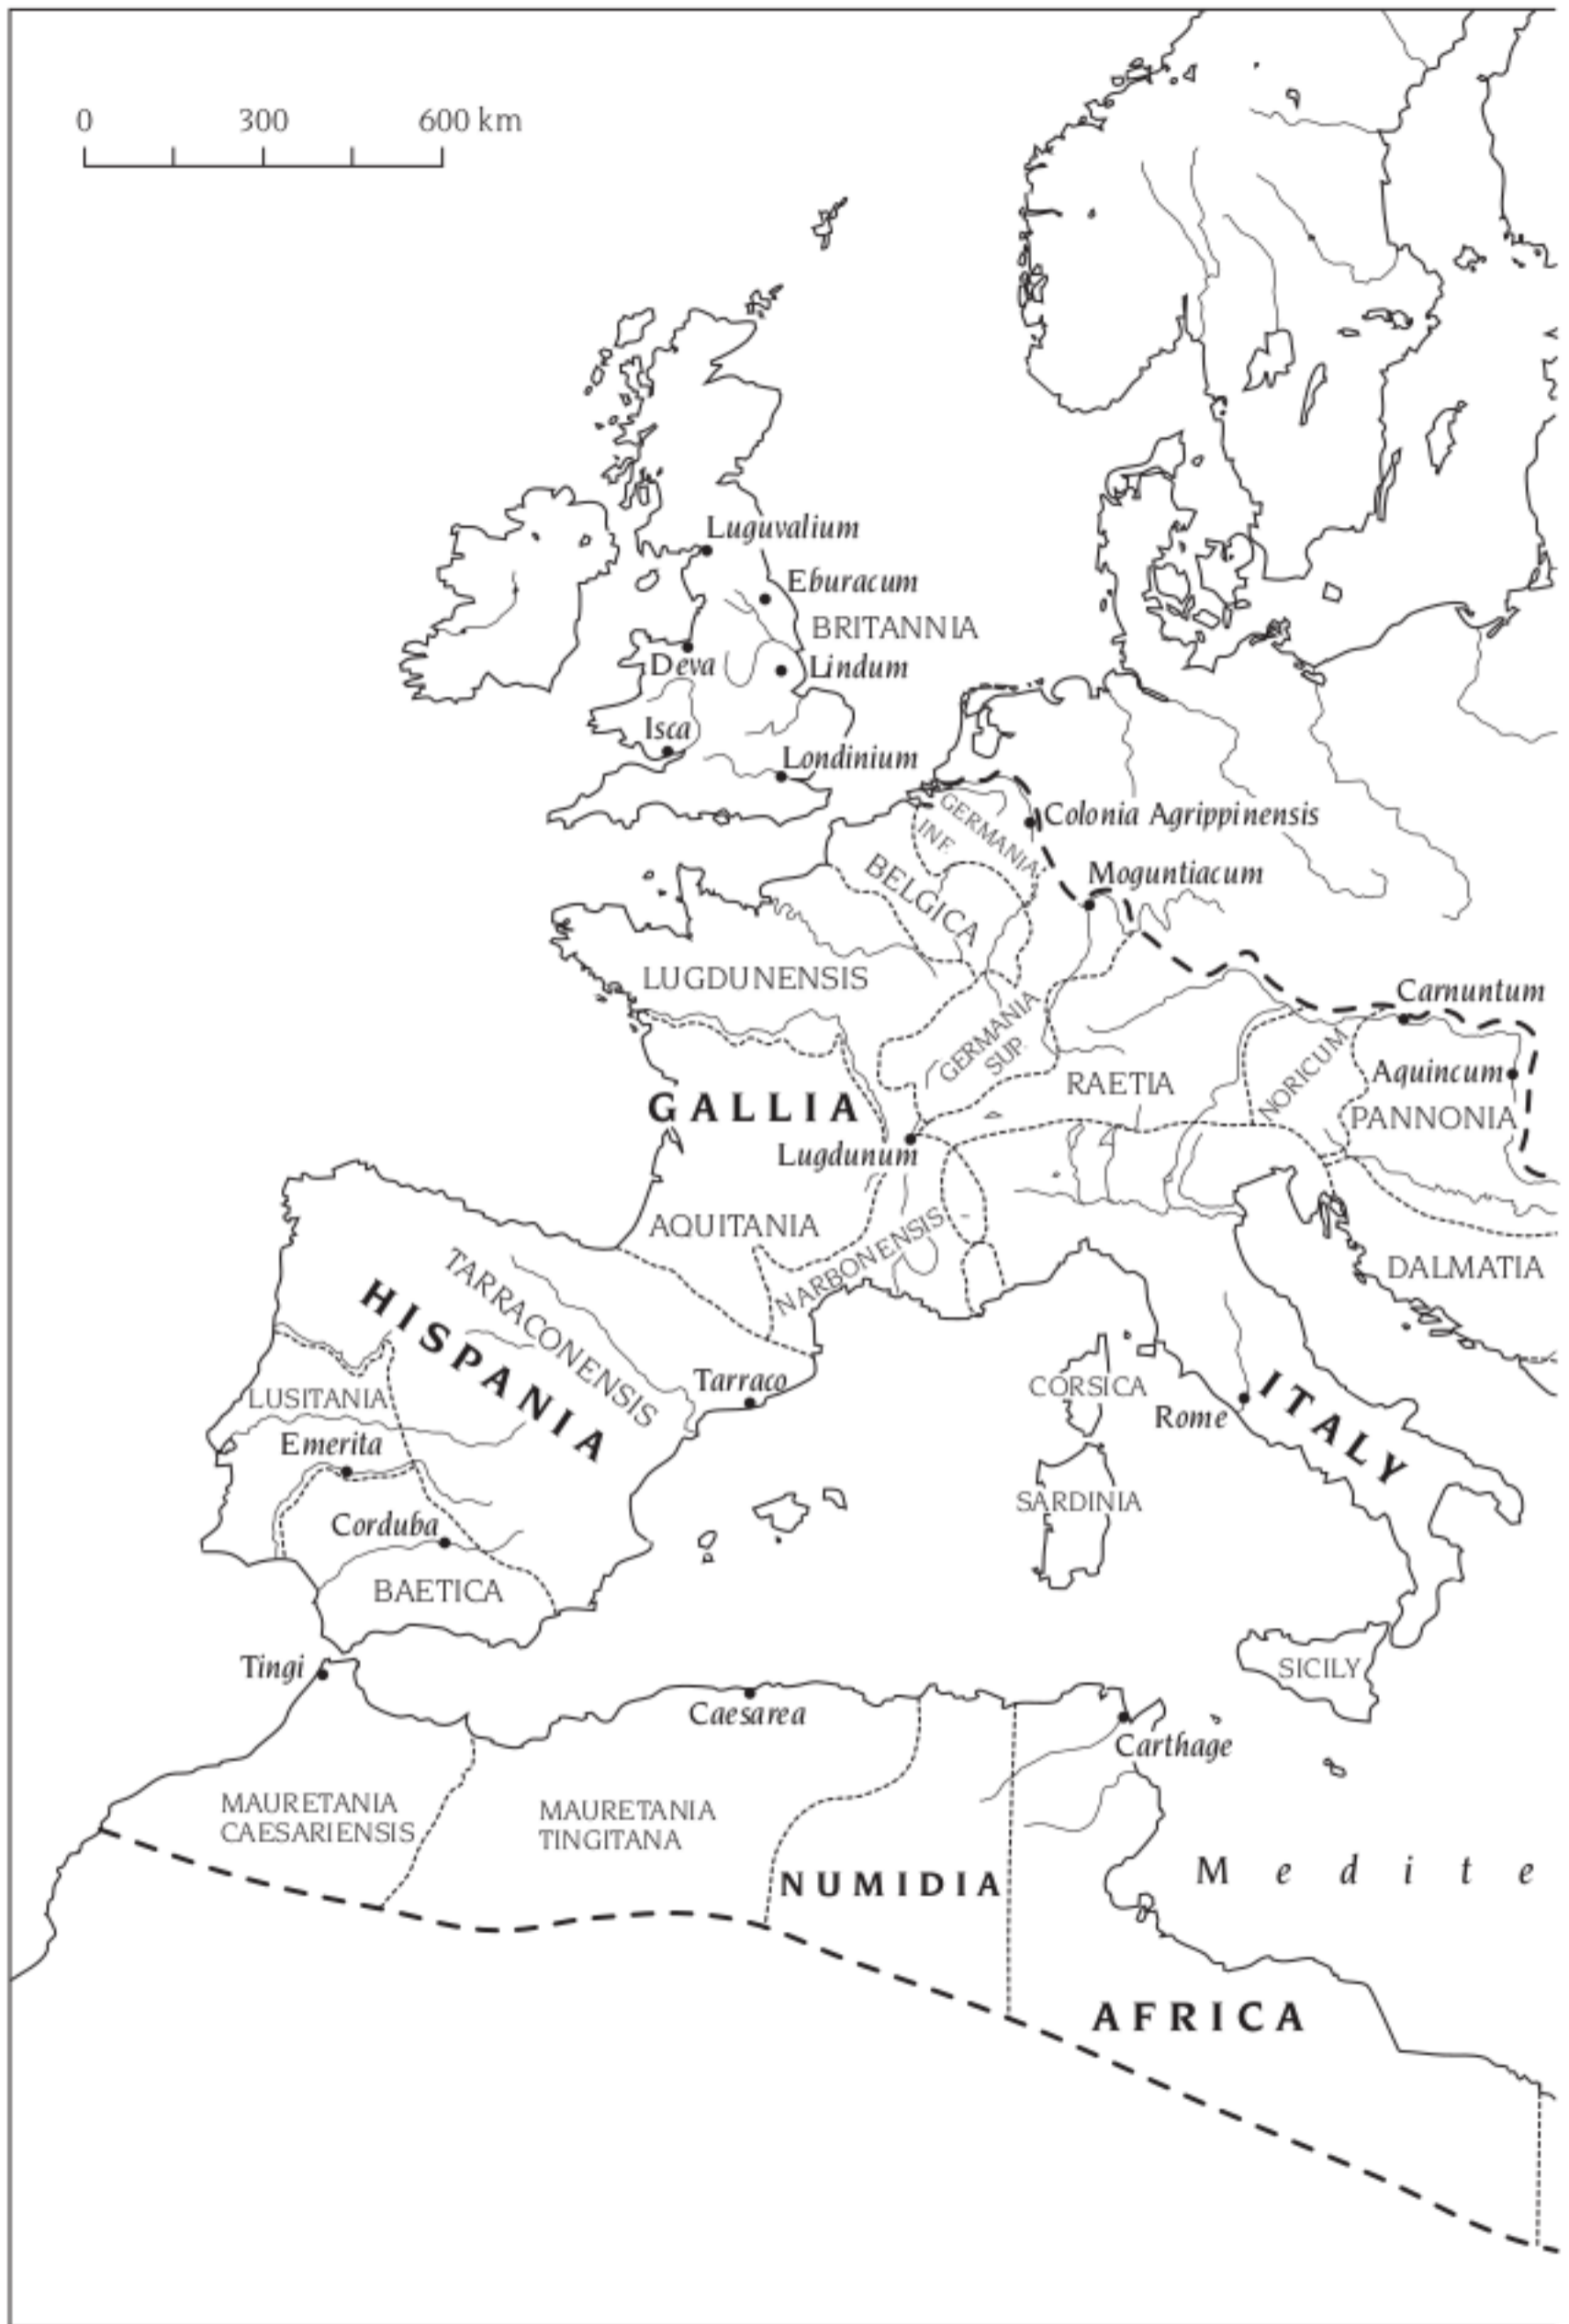 0 300 600 km
Luguvalium
Eburacum
BRITANNIA
Deva
Lindum
Isca
Londinium
GERMANIA
INF.
Colonia Agrippinensis
BELGICA
Moguntiacum
LUGDUNENSIS
Carnuntum
GERMANIA
SUP.
NORICUM
Aquincum
RAETIA
GALLIA
PANNONIA
Lugdunum
AQUITANIA
NARBONENSIS
DALMATIA
TARRACONENSIS
HISPANIA
Tarraco
LUSITANIA
CORSICA
Rome
ITALY
Emerita
SARDINIA
Corduba
BAETICA
Tingi
SICILY
Caesarea
Carthage
MAURETANIA
CAESARIENSIS
MAURETANIA
TINGITANA
NUMIDIA
Medite
AFRICA